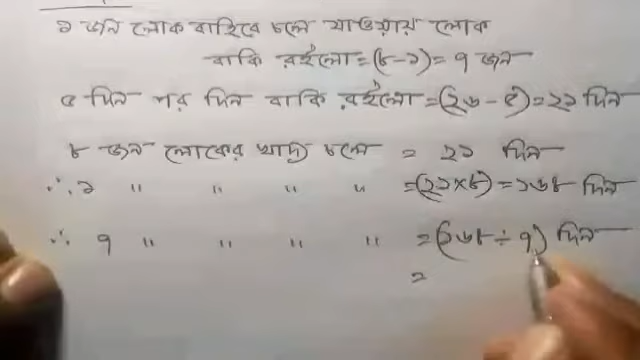 ১ জন লোক বাহিরে চলে যাওয়ায় লোক
বাকি রইলো = (৮-১) = ৭ জন
৫ দিন পর দিন বাকি রইলো = (২৬ - ৫) = ২১ দিন
৮ জন লোকের খাদ্য চলে = ২১ দিন
∴ ১ " " " " = (২১×৮) = ১৬৮ দিন
∴ ৭ " " " " = (১৬৮ ÷ ৭) দিন
=